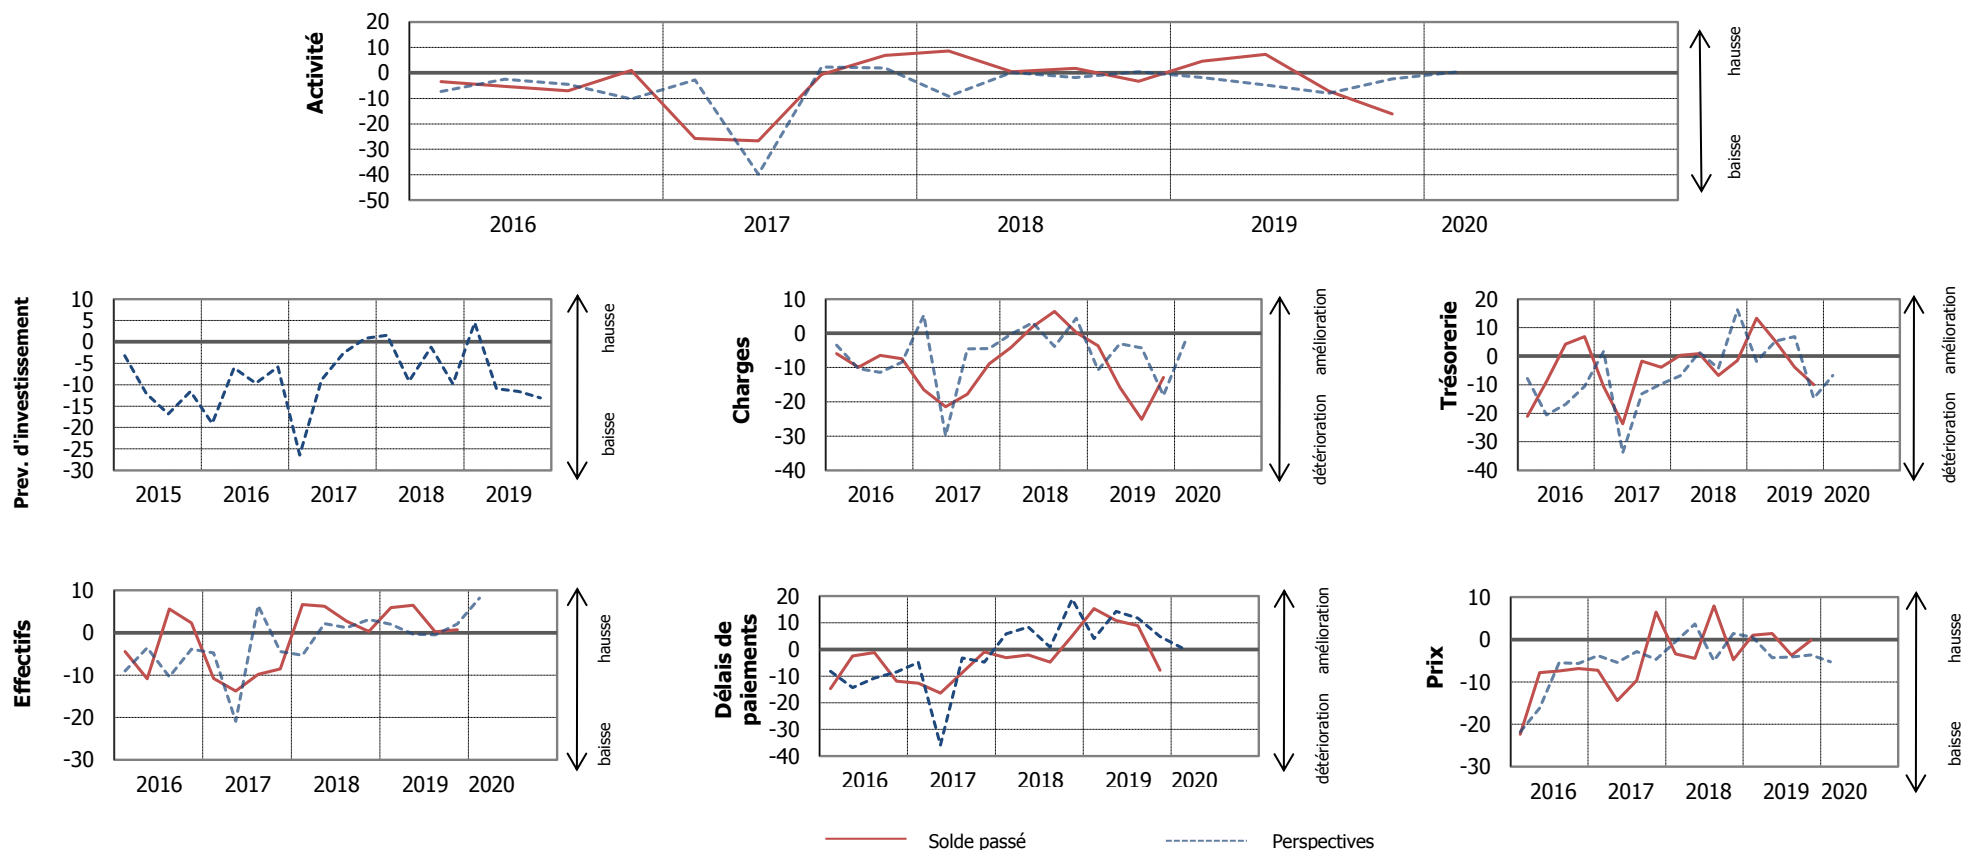 Activité
20
10
0
-10
-20
-30
-40
-50
2016 2017 2018 2019 2020
hausse
baisse
Prev. d'investissement
10
5
0
-5
-10
-15
-20
-25
-30
2015 2016 2017 2018 2019
hausse
baisse
Charges
10
0
-10
-20
-30
-40
2016 2017 2018 2019 2020
amélioration
détérioration
Trésorerie
20
10
0
-10
-20
-30
-40
2016 2017 2018 2019 2020
amélioration
détérioration
Effectifs
10
0
-10
-20
-30
2016 2017 2018 2019 2020
hausse
baisse
Délais de
paiements
20
10
0
-10
-20
-30
-40
2016 2017 2018 2019 2020
amélioration
détérioration
Prix
10
0
-10
-20
-30
2016 2017 2018 2019 2020
hausse
baisse
Solde passé Perspectives